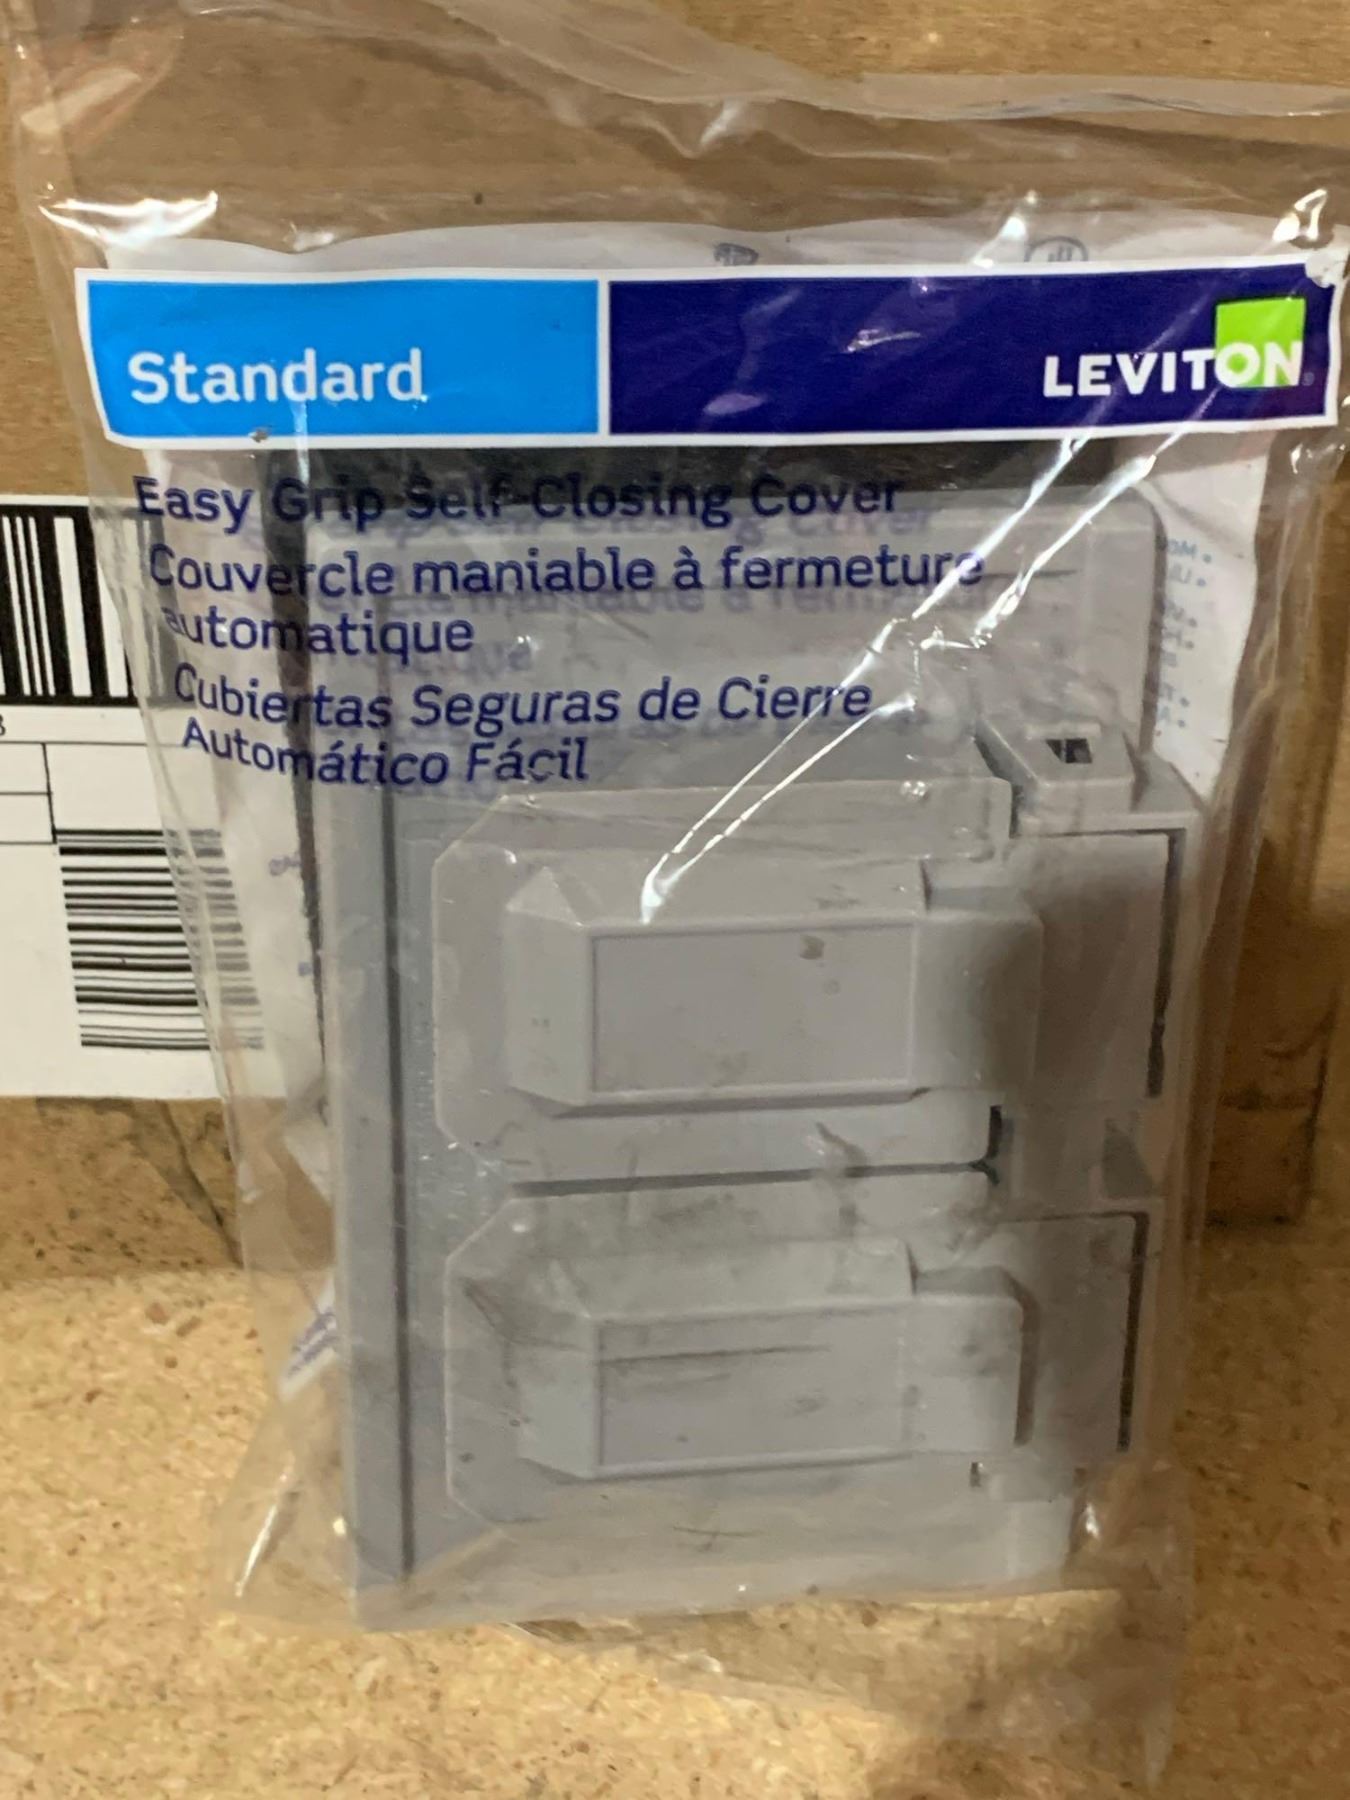 Standard
LEVITON
Easy Grip Self-Closing Cover
Couvercle maniable à fermeture
automatique
Cubiertas Seguras de Cierre
Automático Fácil